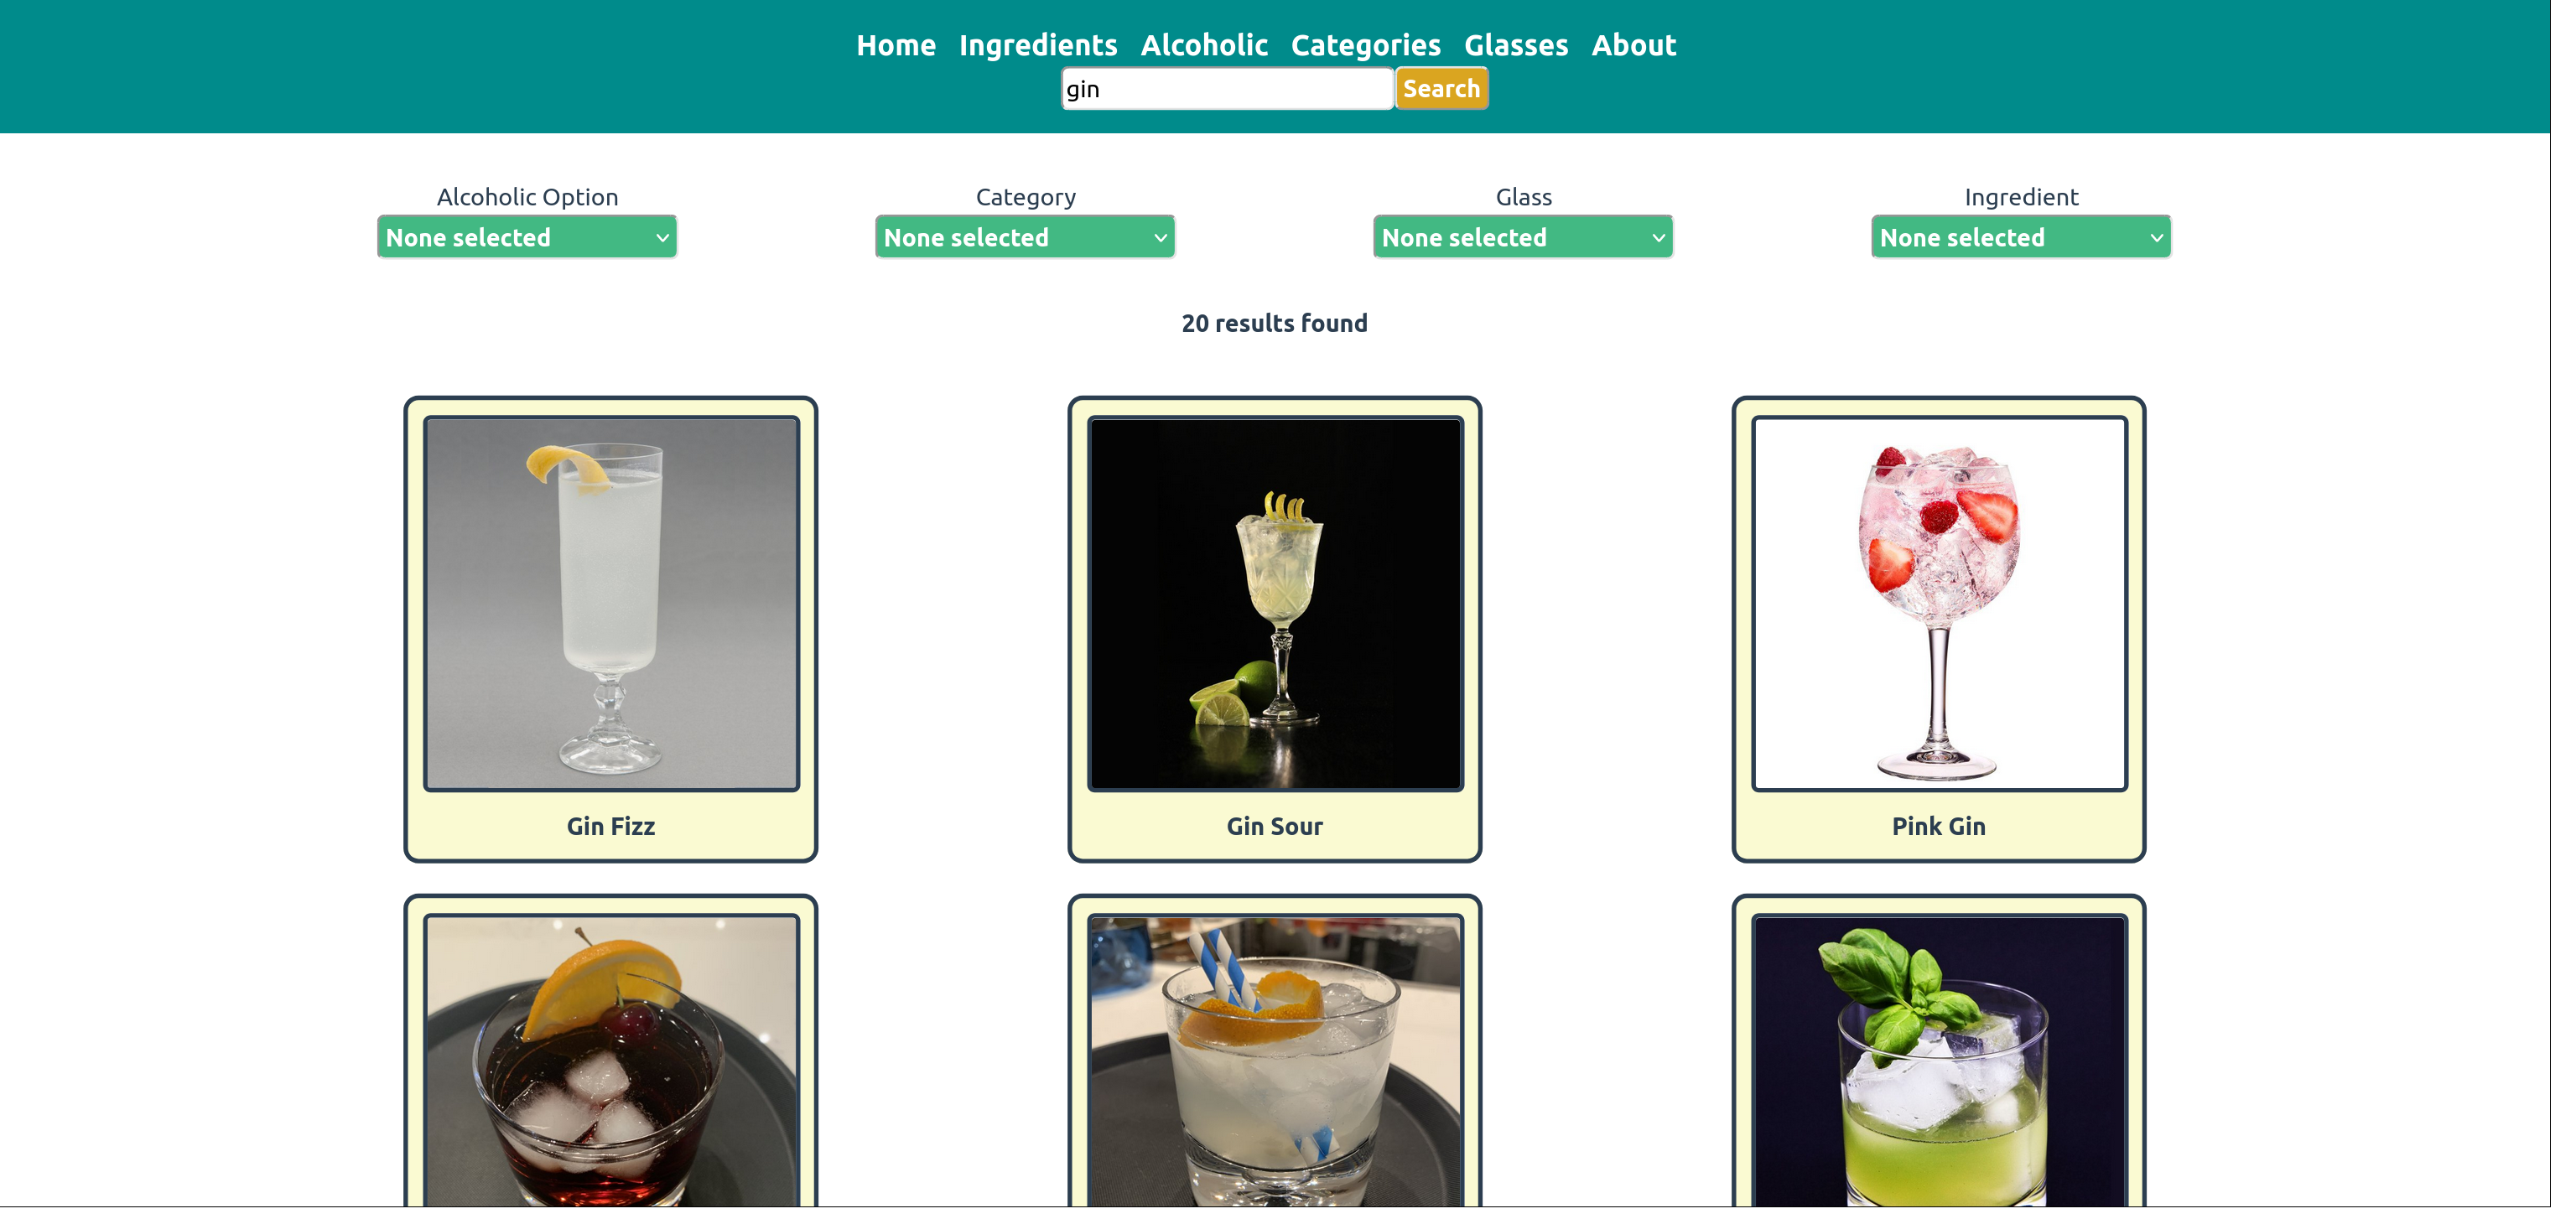 Home Ingredients Alcoholic Categories Glasses About
gin Search
Alcoholic Option Category Glass Ingredient
None selected None selected None selected None selected
20 results found
Gin Fizz Gin Sour Pink Gin